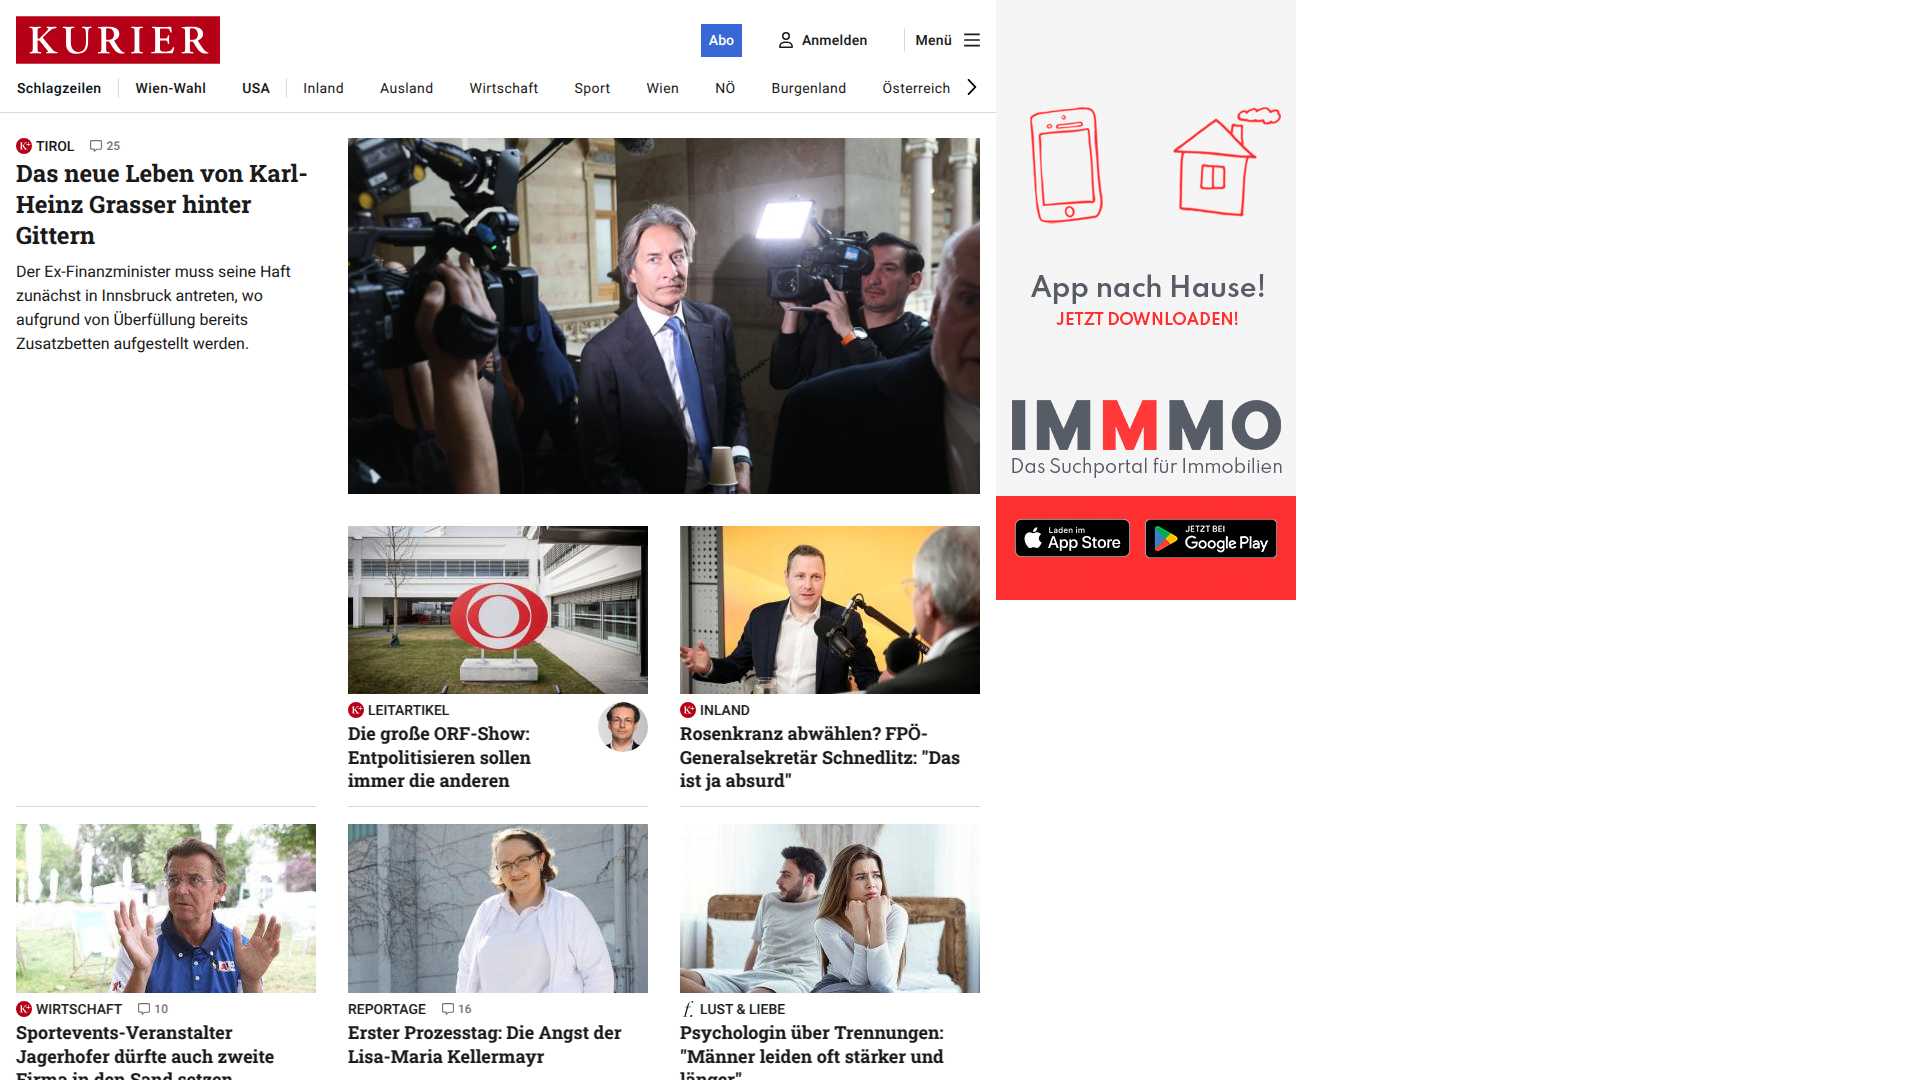 KURIER
Abo
Anmelden
Menü
Schlagzeilen
Wien-Wahl
USA
Inland
Ausland
Wirtschaft
Sport
Wien
NÖ
Burgenland
Österreich
K+ TIROL 25
Das neue Leben von Karl-
Heinz Grasser hinter
Gittern
Der Ex-Finanzminister muss seine Haft
zunächst in Innsbruck antreten, wo
aufgrund von Überfüllung bereits
Zusatzbetten aufgestellt werden.
K+ LEITARTIKEL
Die große ORF-Show:
Entpolitisieren sollen
immer die anderen
K+ INLAND
Rosenkranz abwählen? FPÖ-
Generalsekretär Schnedlitz: "Das
ist ja absurd"
K+ WIRTSCHAFT 10
Sportevents-Veranstalter
Jagerhofer dürfte auch zweite
Firma in den Sand setzen
REPORTAGE 16
Erster Prozesstag: Die Angst der
Lisa-Maria Kellermayr
f. LUST & LIEBE
Psychologin über Trennungen:
"Männer leiden oft stärker und
länger"
App nach Hause!
JETZT DOWNLOADEN!
IMMMO
Das Suchportal für Immobilien
Laden im
App Store
JETZT BEI
Google Play